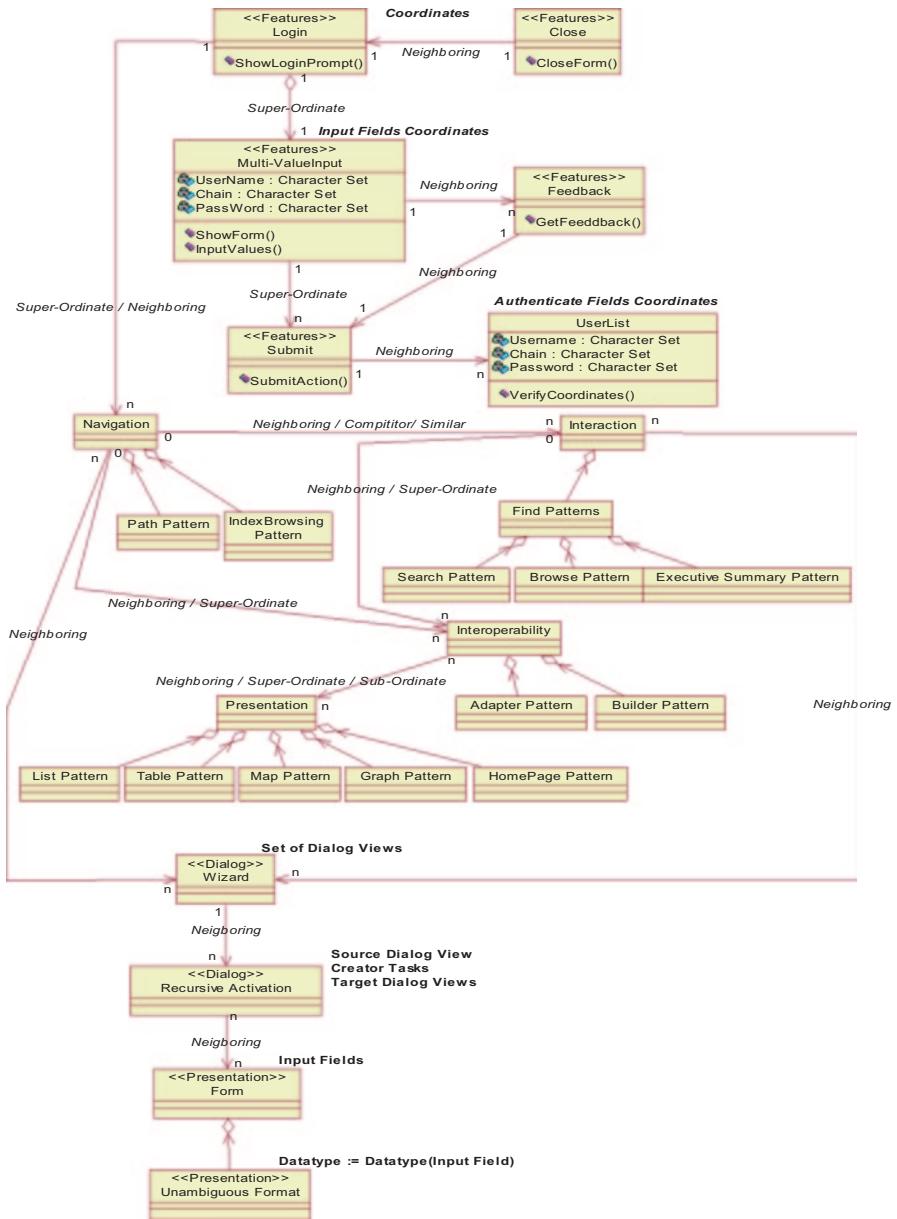 Coordinates
<<Features>>
Login
ShowLoginPrompt()
<<Features>>
Close
CloseForm()
1
1
Neighboring
1
1
Super-Ordinate
1
Input Fields Coordinates
<<Features>>
Multi-ValueInput
UserName : Character Set
Chain : Character Set
PassWord : Character Set
ShowForm()
InputValues()
Neighboring
1
n
<<Features>>
Feedback
GetFeeddback()
1
1
Super-Ordinate
n
Neighboring
1
Super-Ordinate / Neighboring
Authenticate Fields Coordinates
<<Features>>
Submit
SubmitAction()
Neighboring
1
n
UserList
Username : Character Set
Chain : Character Set
Password : Character Set
VerifyCoordinates()
n
Navigation
0
Neighboring / Compititor/ Similar
n
0
Interaction
n
n
0
Neighboring / Super-Ordinate
Path Pattern
IndexBrowsing
Pattern
Find Patterns
Search Pattern
Browse Pattern
Executive Summary Pattern
Neighboring / Super-Ordinate
n
n
Interoperability
n
Neighboring
Neighboring / Super-Ordinate / Sub-Ordinate
Presentation
n
Adapter Pattern
Builder Pattern
Neighboring
List Pattern
Table Pattern
Map Pattern
Graph Pattern
HomePage Pattern
Set of Dialog Views
<<Dialog>>
Wizard
n
n
1
Neigboring
n
Source Dialog View
Creator Tasks
Target Dialog Views
<<Dialog>>
Recursive Activation
n
Neigboring
n
Input Fields
<<Presentation>>
Form
Datatype := Datatype(Input Field)
<<Presentation>>
Unambiguous Format